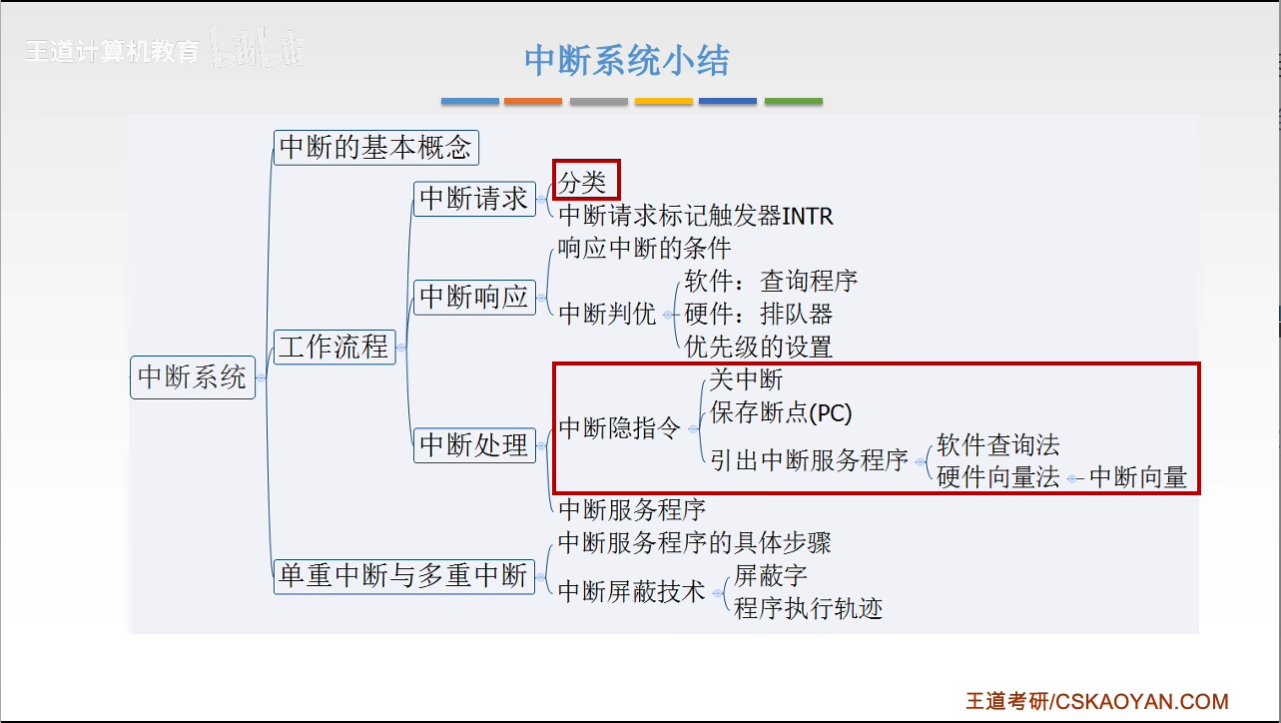 王道计算机教育 bilibili
中断系统小结
中断的基本概念
分类
中断请求
中断请求标记触发器INTR
响应中断的条件
软件：查询程序
中断响应
中断判优
硬件：排队器
优先级的设置
工作流程
中断系统
关中断
保存断点(PC)
中断隐指令
中断处理
引出中断服务程序
软件查询法
硬件向量法
中断向量
中断服务程序
中断服务程序的具体步骤
单重中断与多重中断
屏蔽字
中断屏蔽技术
程序执行轨迹
王道考研/CSKAOYAN.COM